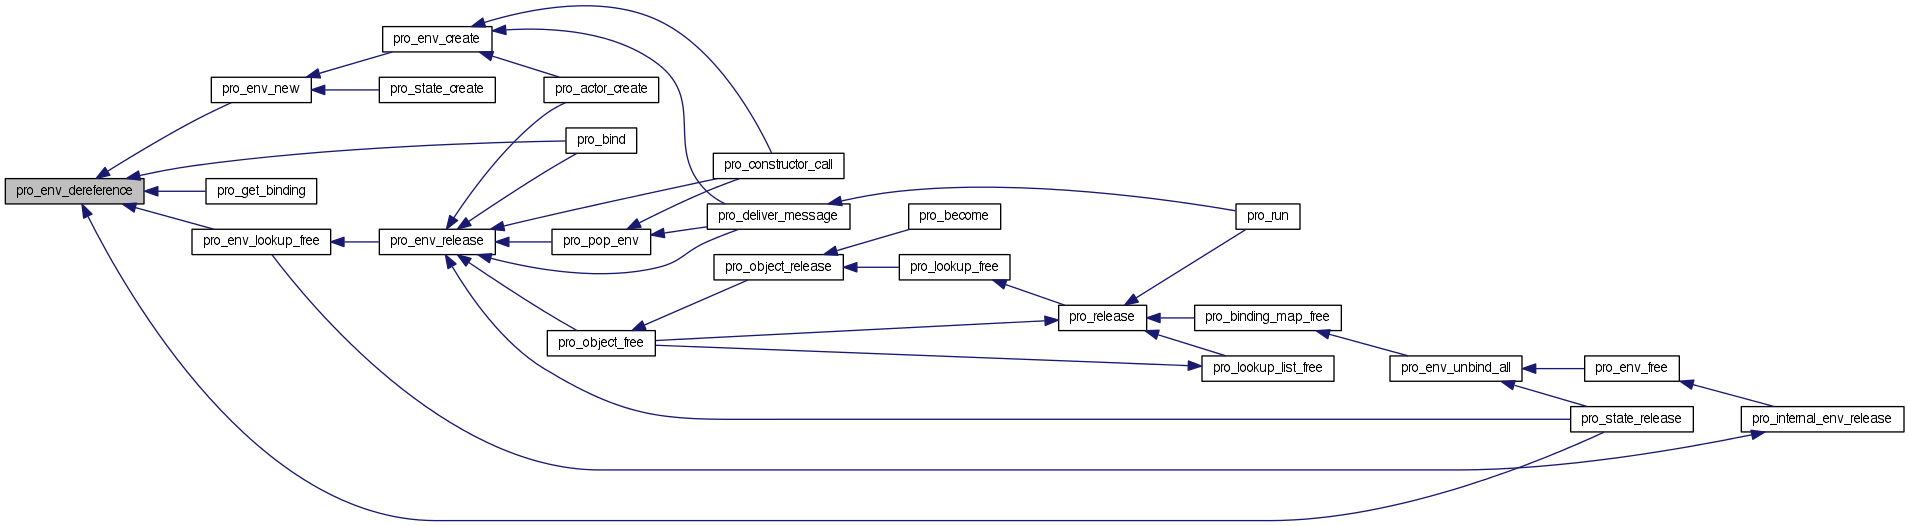 pro_env_create
pro_env_new
pro_state_create
pro_actor_create
pro_bind
pro_constructor_call
pro_env_dereference
pro_get_binding
pro_deliver_message
pro_become
pro_run
pro_env_lookup_free
pro_env_release
pro_pop_env
pro_object_release
pro_lookup_free
pro_release
pro_binding_map_free
pro_object_free
pro_lookup_list_free
pro_env_unbind_all
pro_env_free
pro_state_release
pro_internal_env_release